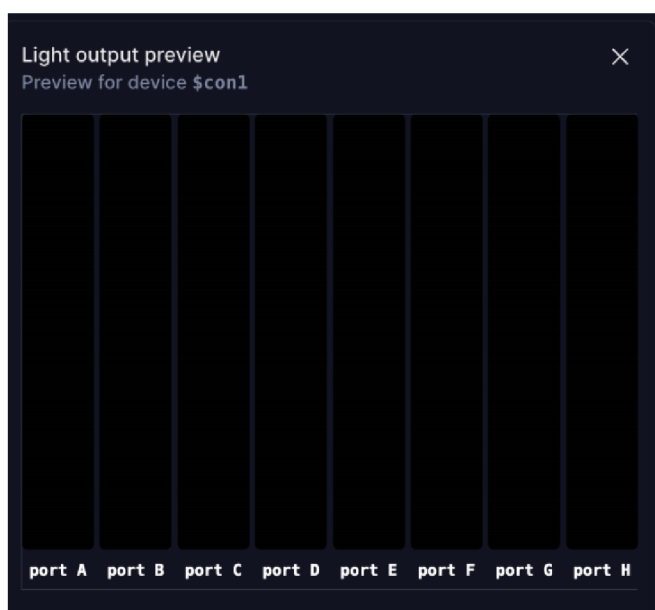 Light output preview
Preview for device $con1
port A port B port C port D port E port F port G port H